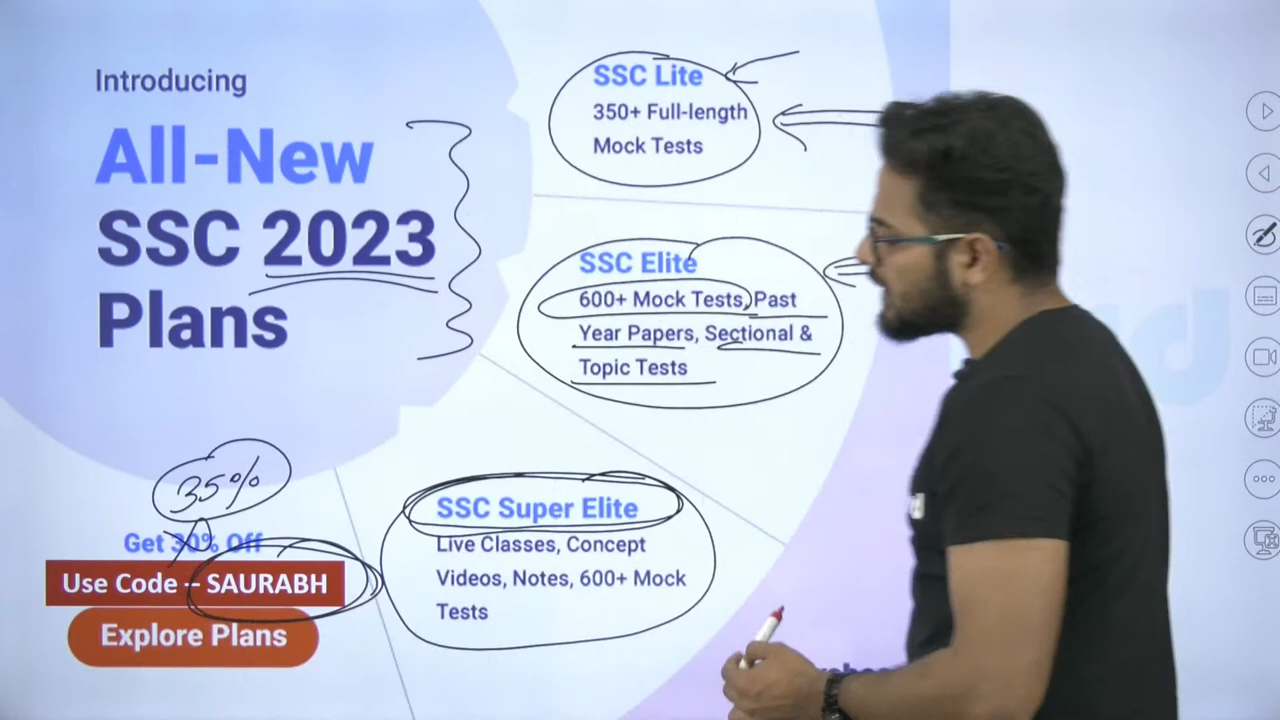 Introducing
All-New
SSC 2023
Plans
SSC Lite
350+ Full-length
Mock Tests
SSC Elite
600+ Mock Tests, Past
Year Papers, Sectional &
Topic Tests
SSC Super Elite
Live Classes, Concept
Videos, Notes, 600+ Mock
Tests
35%
Get 30% Off
Use Code – SAURABH
Explore Plans